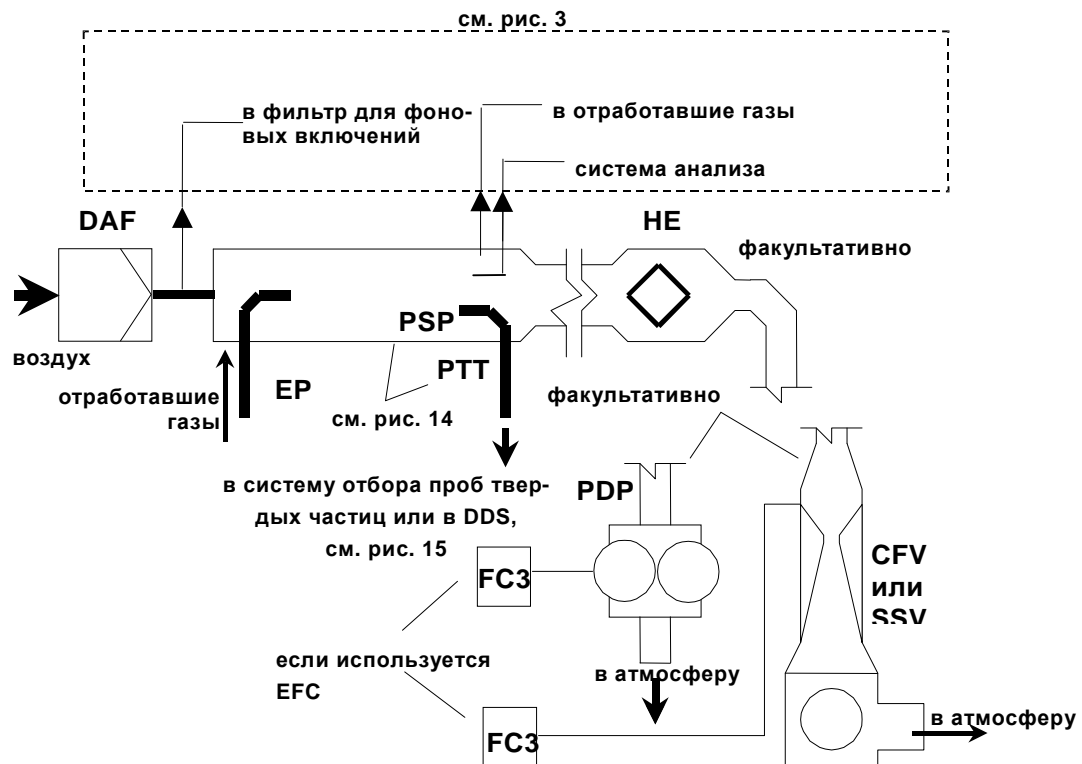 см. рис. 3
в фильтр для фоно-
вых включений
в отработавшие газы
система анализа
DAF
HE
факультативно
воздух
PSP
PTT
EP
отработавшие
газы
см. рис. 14
факультативно
в систему отбора проб твер-
дых частиц или в DDS,
см. рис. 15
PDP
FC3
CFV
или
SSV
если используется
EFC
в атмосферу
FC3
в атмосферу